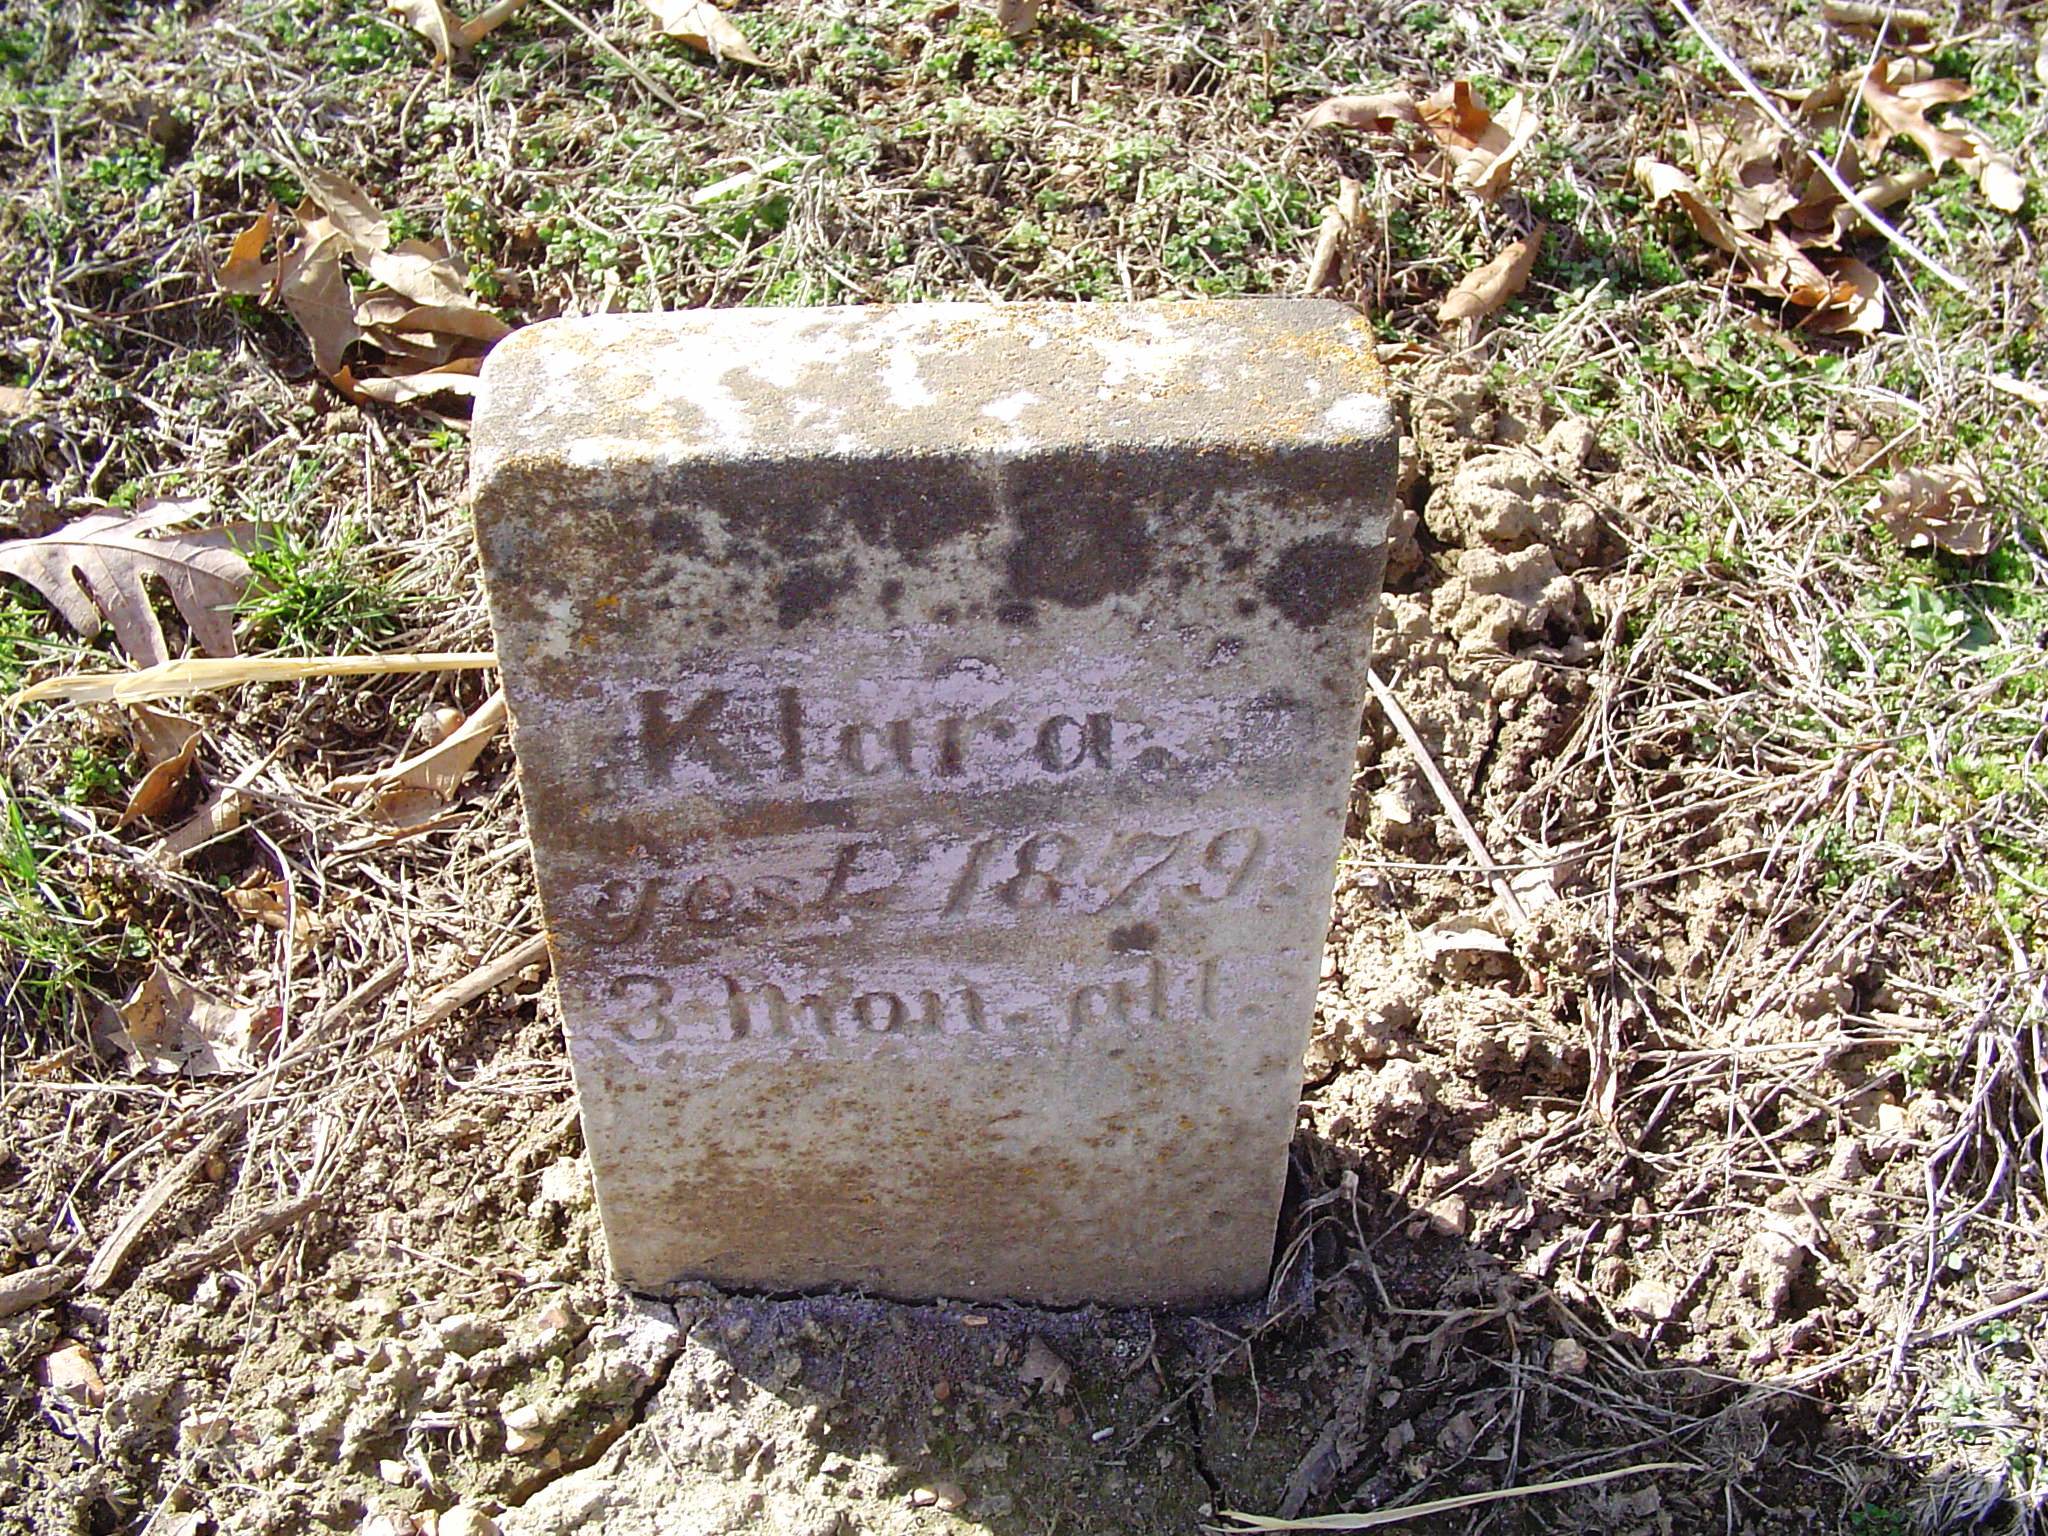 Klara.
gest 1879.
3 Mon. alt.